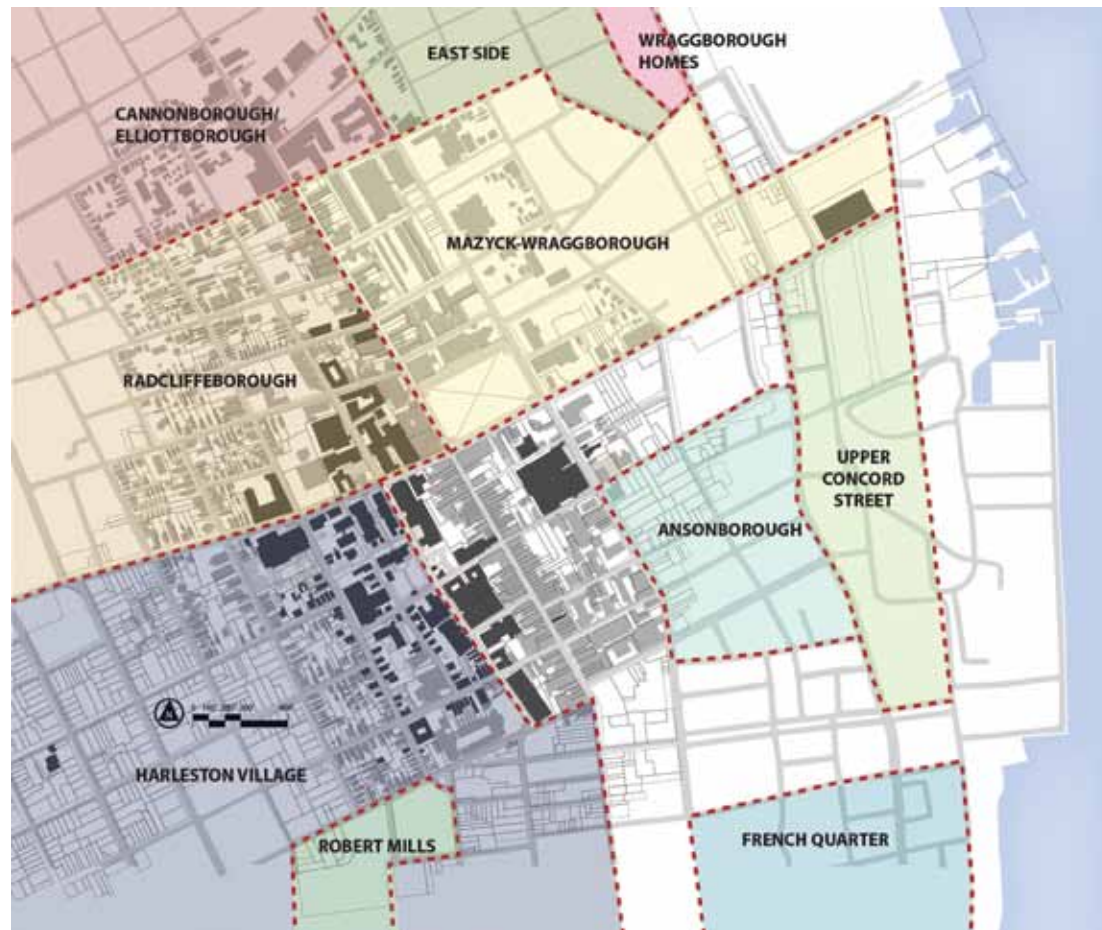 EAST SIDE
WRAGGBOROUGH
HOMES
CANNONBOROUGH/
ELLIOTTBOROUGH
MAZYCK-WRAGGBOROUGH
RADCLIFFEBOROUGH
UPPER
CONCORD
STREET
ANSONBOROUGH
HARLESTON VILLAGE
ROBERT MILLS
FRENCH QUARTER